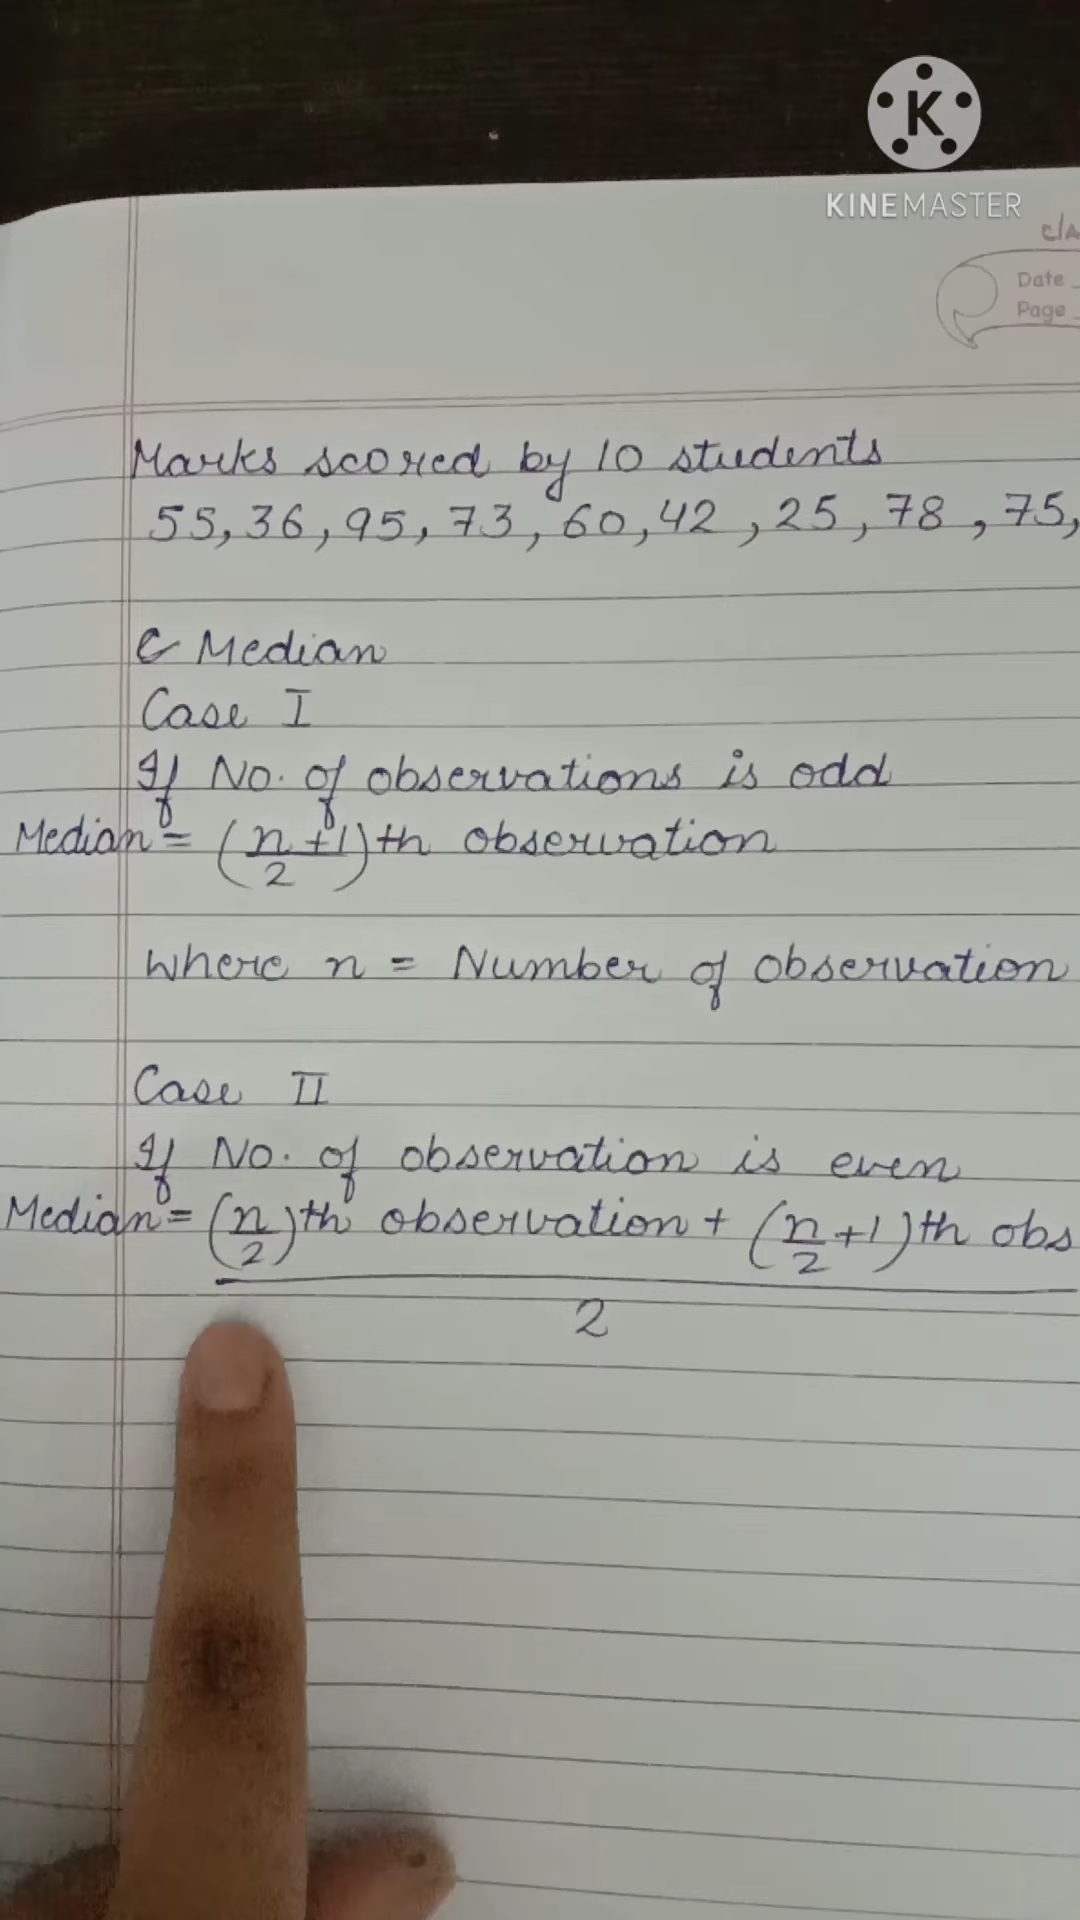 K
KINEMASTER
Date
Page
Marks scored by 10 students
55, 36, 95, 73, 60, 42, 25, 78, 75,
C Median
Case I
If No. of observations is odd
Median = (n+1/2)th observation
where n = Number of observation
Case II
If No. of observation is even
Median = (n/2)th observation + (n/2+1)th obs
2